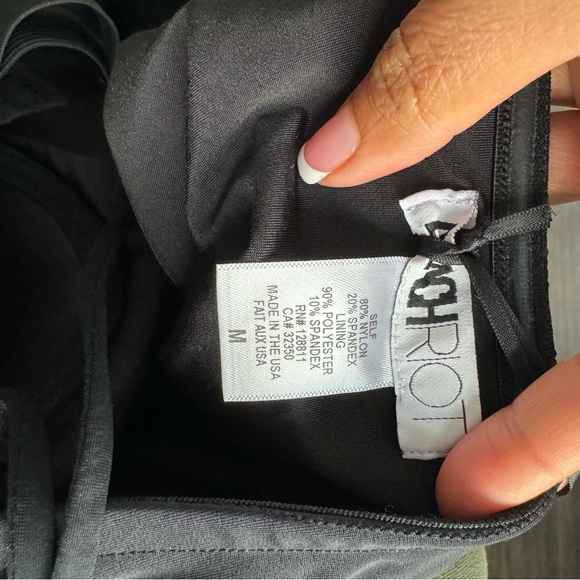 SELF
80% NYLON
20% SPANDEX
LINING
90% POLYESTER
10% SPANDEX
RN# 128811
CA# 32350
MADE IN THE USA
FAIT AUX USA
M
RIOT